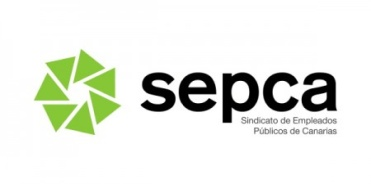 sepca
Sindicato de Empleados
Públicos de Canarias